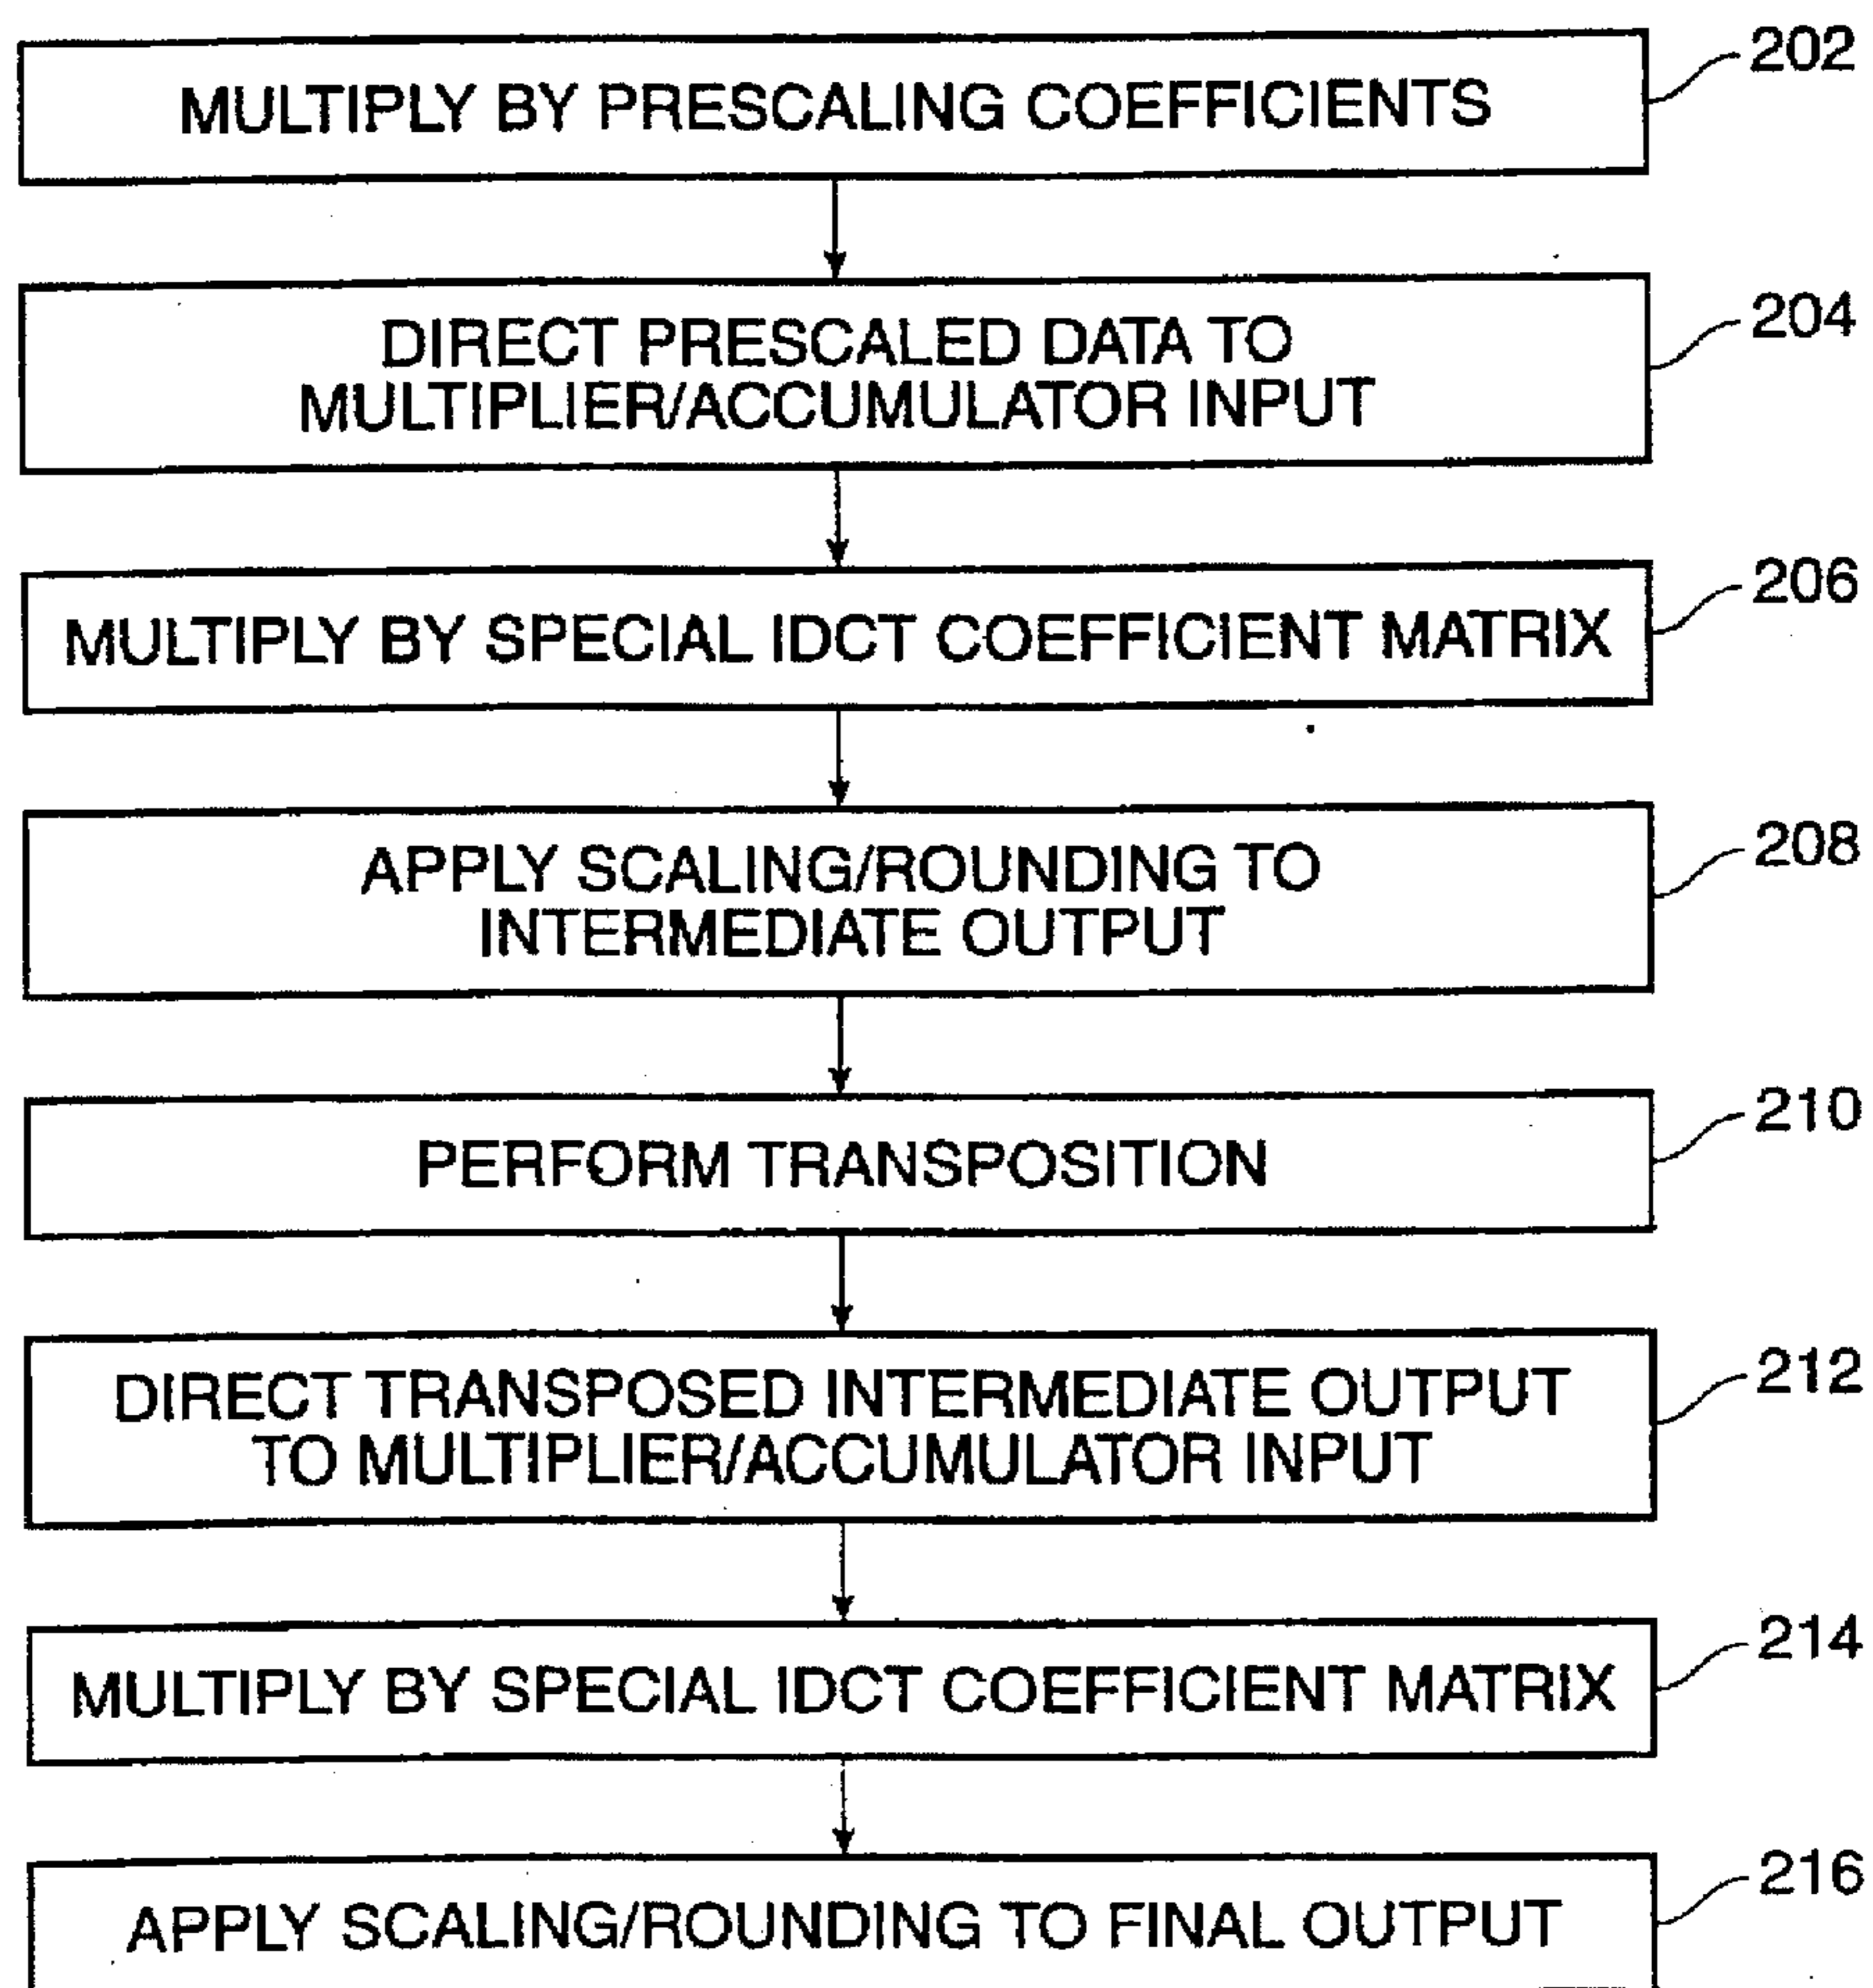 202
MULTIPLY BY PRESCALING COEFFICIENTS
204
DIRECT PRESCALED DATA TO
MULTIPLIER/ACCUMULATOR INPUT
206
MULTIPLY BY SPECIAL IDCT COEFFICIENT MATRIX
208
APPLY SCALING/ROUNDING TO
INTERMEDIATE OUTPUT
210
PERFORM TRANSPOSITION
212
DIRECT TRANSPOSED INTERMEDIATE OUTPUT
TO MULTIPLIER/ACCUMULATOR INPUT
214
MULTIPLY BY SPECIAL IDCT COEFFICIENT MATRIX
216
APPLY SCALING/ROUNDING TO FINAL OUTPUT